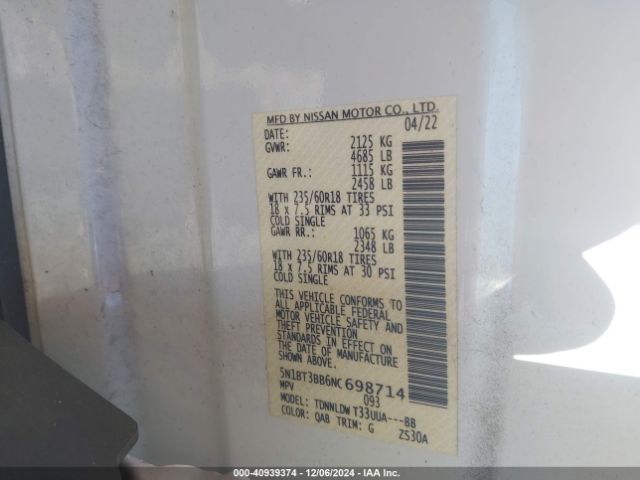 MFD BY NISSAN MOTOR CO., LTD.
DATE: 04/22
GVWR: 2125 KG
4685 LB
GAWR FR.: 1115 KG
2458 LB
WITH 235/60R18 TIRES
18 x 7.5 RIMS AT 33 PSI
COLD SINGLE
GAWR RR.: 1065 KG
2348 LB
WITH 235/60R18 TIRES
18 x 7.5 RIMS AT 30 PSI
COLD SINGLE
THIS VEHICLE CONFORMS TO
ALL APPLICABLE FEDERAL
MOTOR VEHICLE SAFETY AND
THEFT PREVENTION
STANDARDS IN EFFECT ON
THE DATE OF MANUFACTURE
SHOWN ABOVE.
5N1BT3BB6NC698714
MPV 093
MODEL: TDNNLDW T33UUA---BB
COLOR: QAB TRIM: G ZS30A
000-40939374 | 12/06/2024 - IAA Inc.